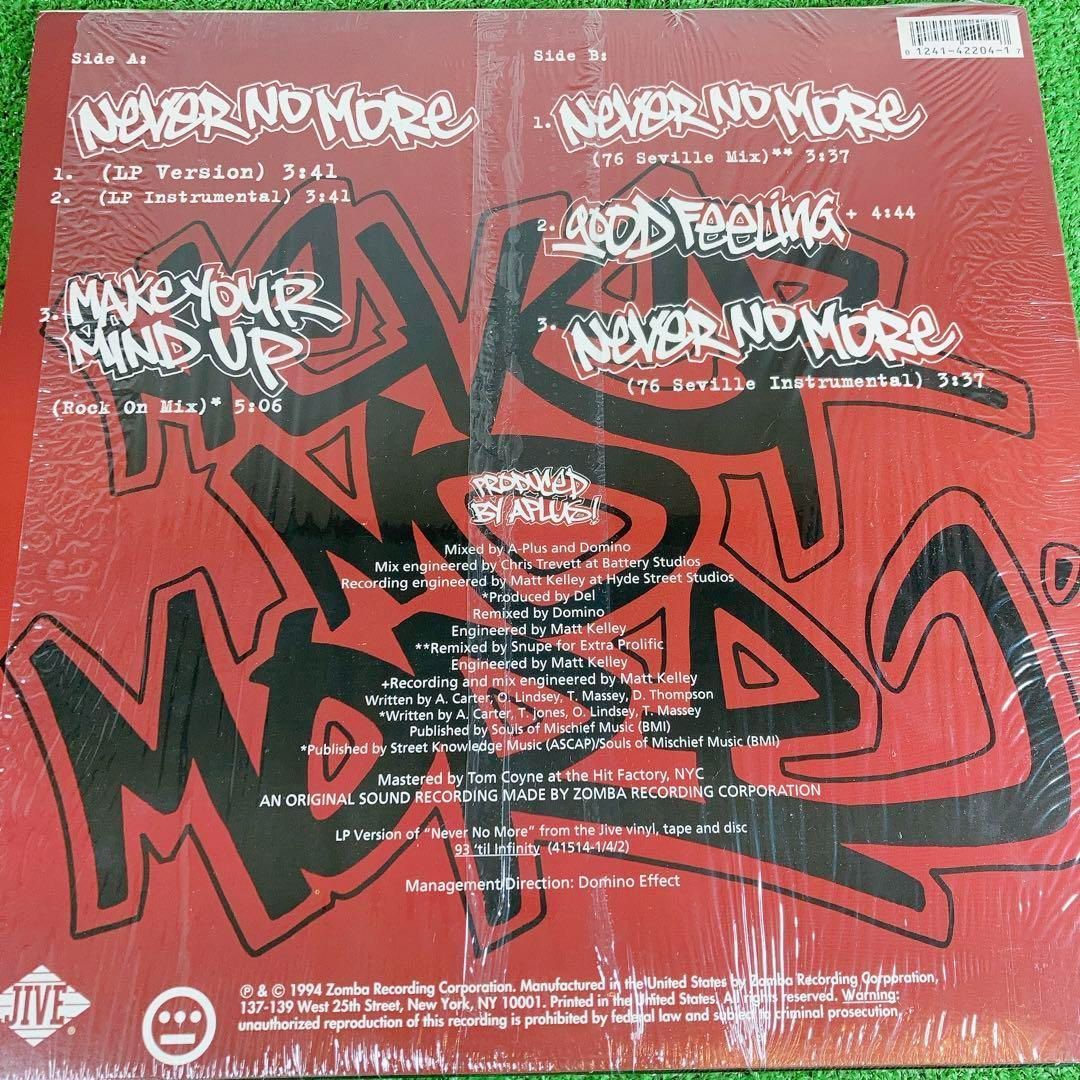 Side A:
Never No More
1. (LP Version) 3:41
2. (LP Instrumental) 3:41
3. Make Your
Mind Up
(Rock On Mix)* 5:06
Side B:
1. Never No More
(76 Seville Mix)** 3:37
2. Good Feeling + 4:44
3. Never No More
(76 Seville Instrumental) 3:37
0 1241-42204-1 7
Produced
By Aplus!
Mixed by A-Plus and Domino
Mix engineered by Chris Trevett at Battery Studios
Recording engineered by Matt Kelley at Hyde Street Studios
*Produced by Del
Remixed by Domino
Engineered by Matt Kelley
**Remixed by Snupe for Extra Prolific
Engineered by Matt Kelley
+Recording and mix engineered by Matt Kelley
Written by A. Carter, O. Lindsey, T. Massey, D. Thompson
*Written by A. Carter, T. Jones, O. Lindsey, T. Massey
Published by Souls of Mischief Music (BMI)
*Published by Street Knowledge Music (ASCAP)/Souls of Mischief Music (BMI)
Mastered by Tom Coyne at the Hit Factory, NYC
AN ORIGINAL SOUND RECORDING MADE BY ZOMBA RECORDING CORPORATION
LP Version of "Never No More" from the Jive vinyl, tape and disc
93 'til Infinity (41514-1/4/2)
Management/Direction: Domino Effect
JIVE®
℗ & © 1994 Zomba Recording Corporation. Manufactured in the United States by Zomba Recording Corporation,
137-139 West 25th Street, New York, NY 10001. Printed in the United States. All rights reserved. Warning:
unauthorized reproduction of this recording is prohibited by federal law and subject to criminal prosecution.